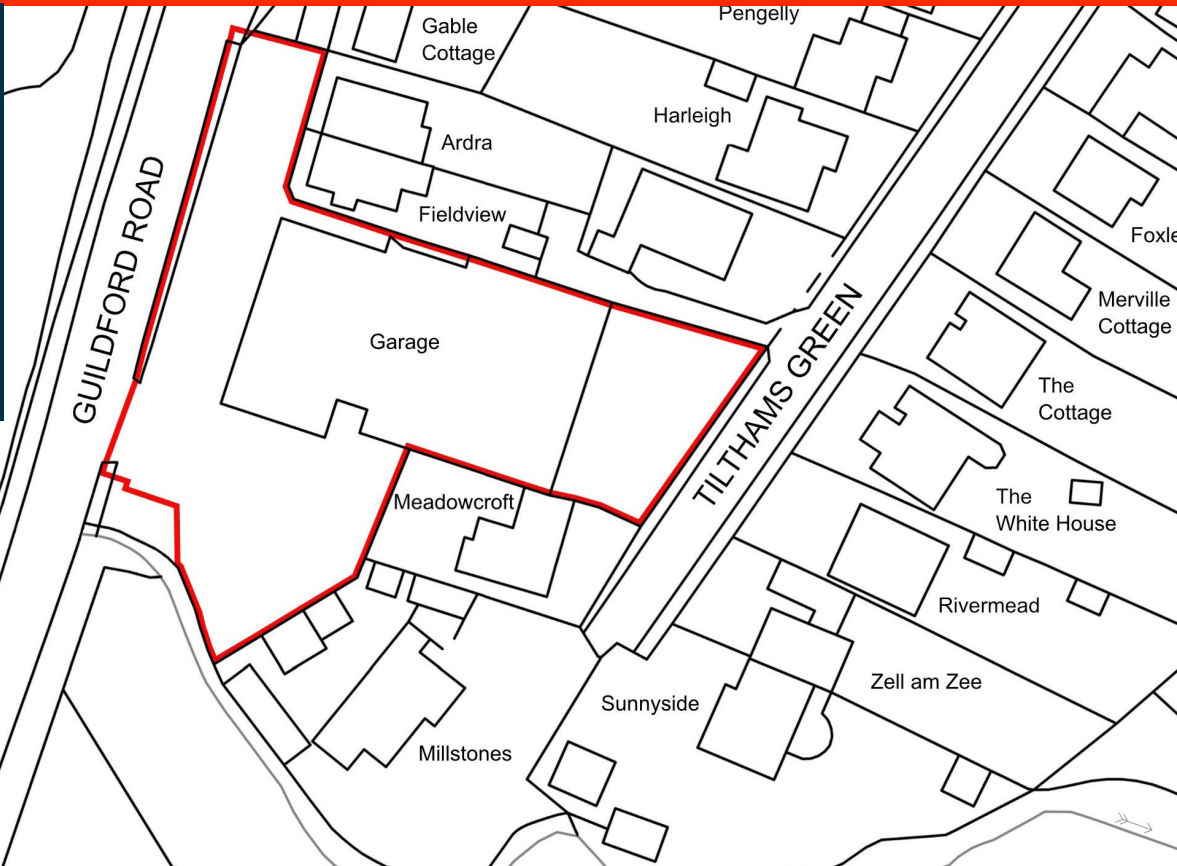 Pengelly
Gable
Cottage
Harleigh
Ardra
Fieldview
Foxle
GUILDFORD ROAD
Merville
Cottage
Garage
TILTHAMS GREEN
The
Cottage
Meadowcroft
The
White House
Rivermead
Zell am Zee
Sunnyside
Millstones